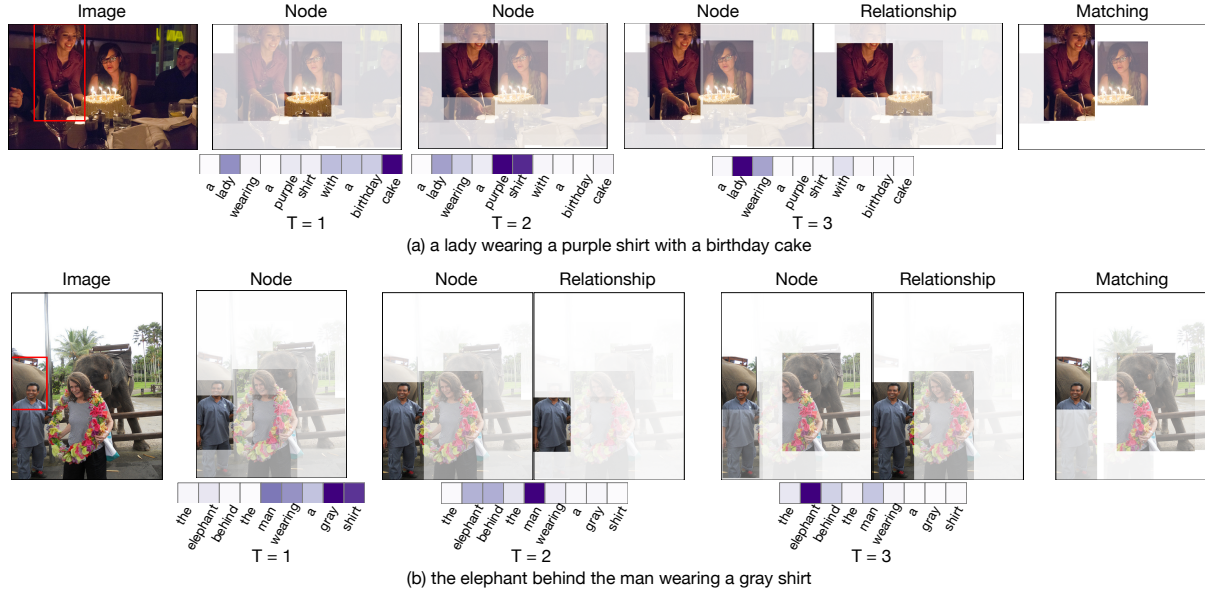 Image Node Node Node Relationship Matching
a lady wearing a purple shirt with a birthday cake
a lady wearing a purple shirt with a birthday cake
a lady wearing a purple shirt with a birthday cake
T = 1 T = 2 T = 3
(a) a lady wearing a purple shirt with a birthday cake
Image Node Node Relationship Node Relationship Matching
the elephant behind the man wearing a gray shirt
the elephant behind the man wearing a gray shirt
the elephant behind the man wearing a gray shirt
T = 1 T = 2 T = 3
(b) the elephant behind the man wearing a gray shirt